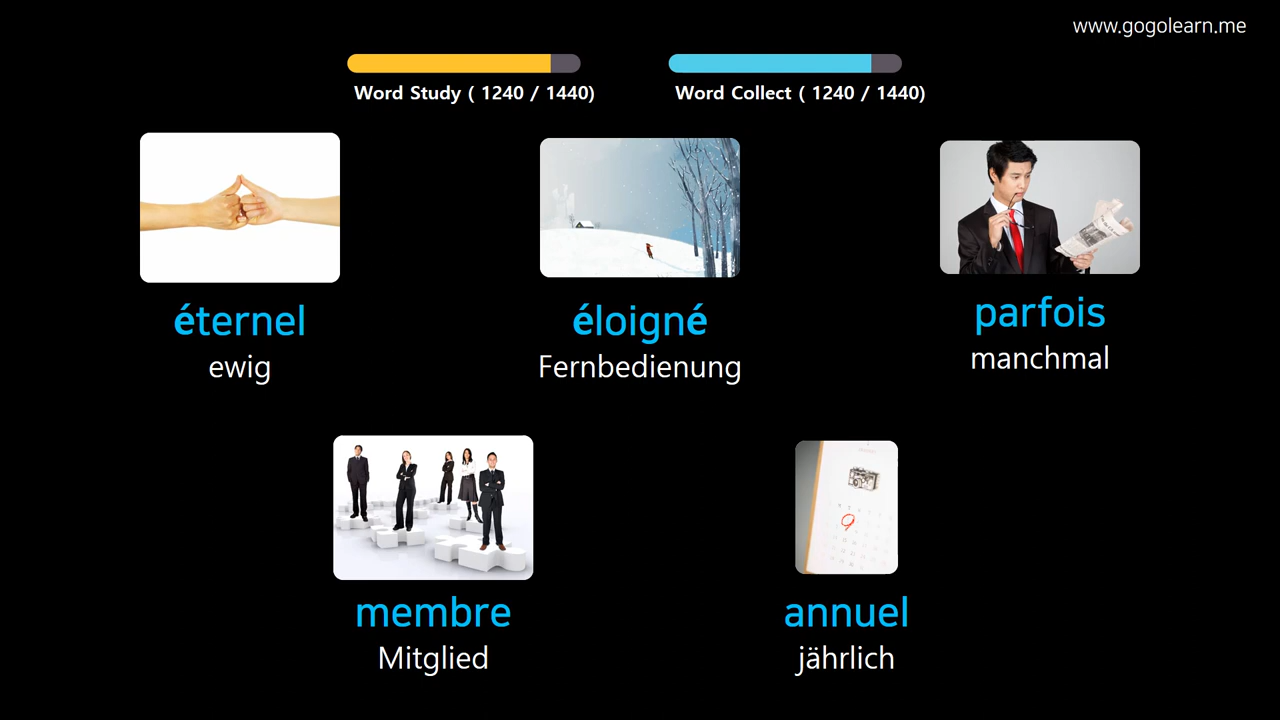 www.gogolearn.me
Word Study ( 1240 / 1440)
Word Collect ( 1240 / 1440)
éternel
ewig
éloigné
Fernbedienung
parfois
manchmal
membre
Mitglied
annuel
jährlich